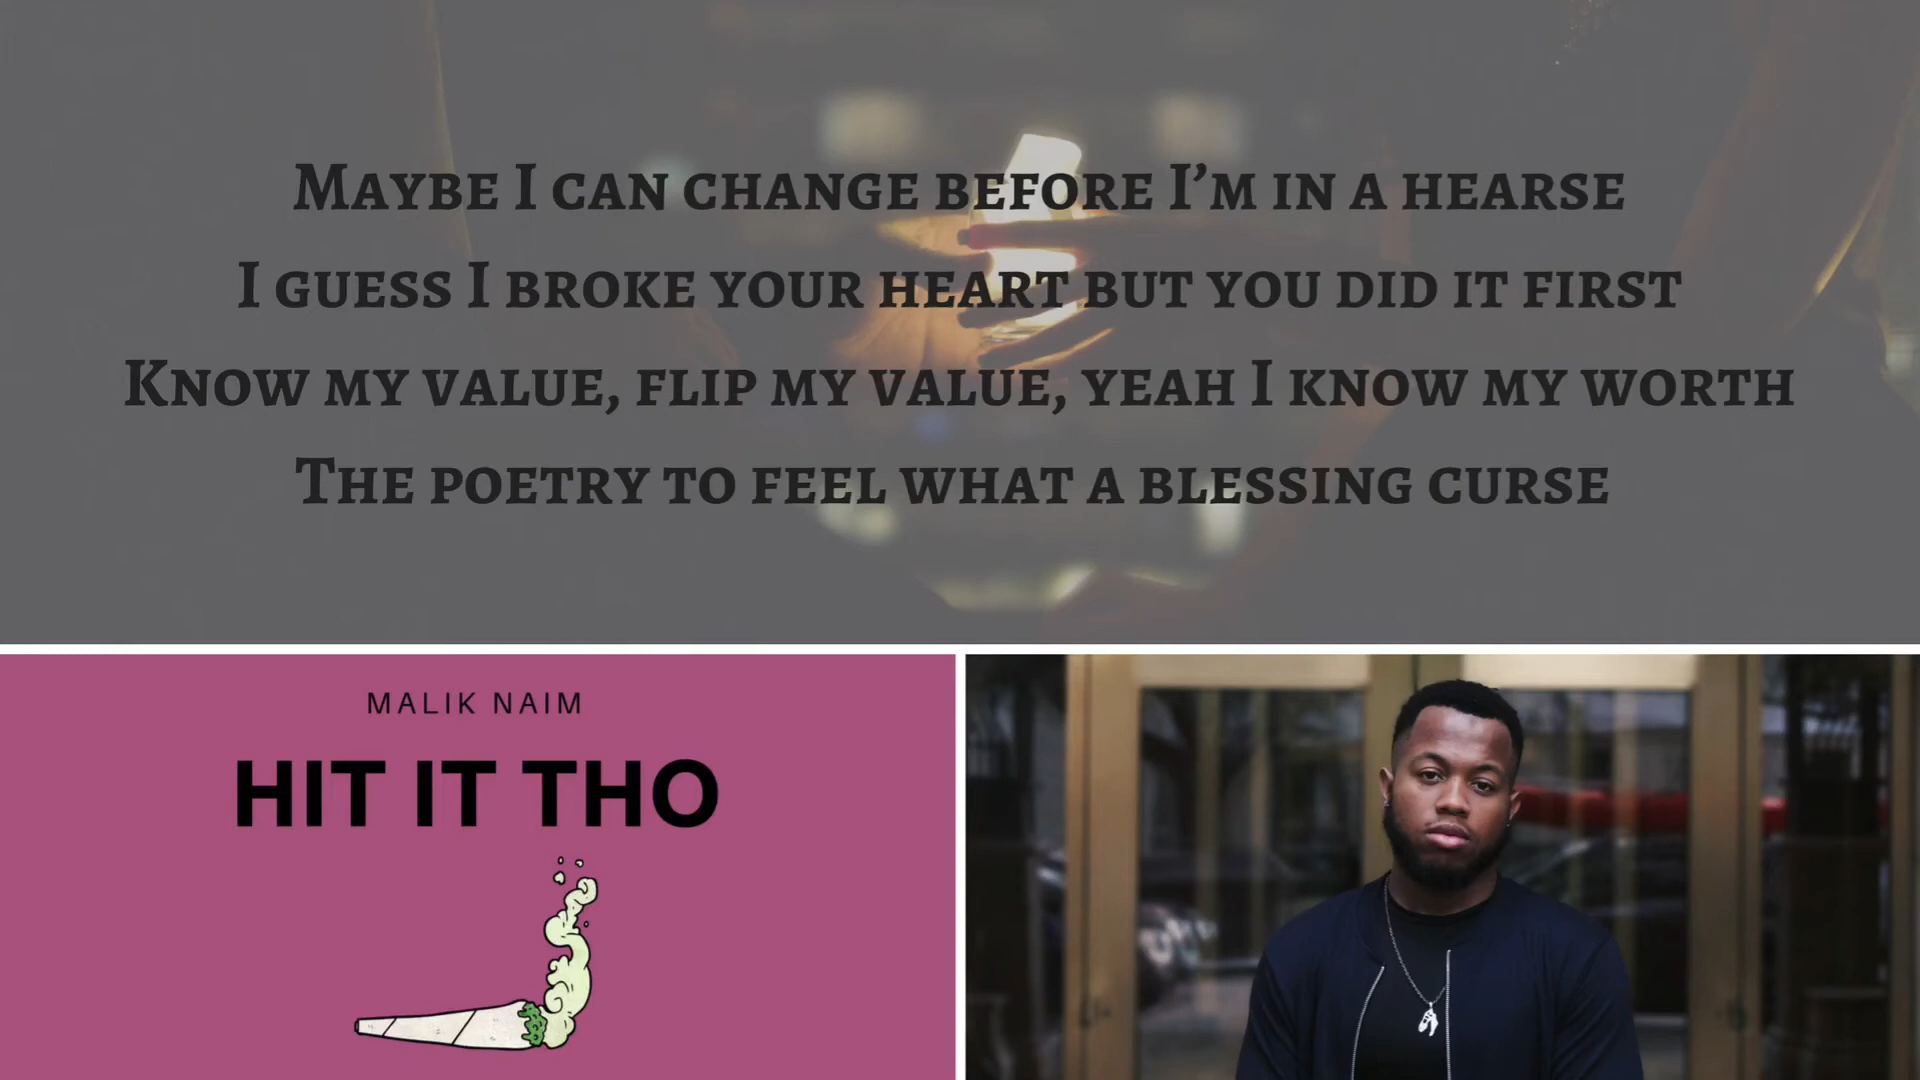 Maybe I can change before I’m in a hearse
I guess I broke your heart but you did it first
Know my value, flip my value, yeah I know my worth
The poetry to feel what a blessing curse
MALIK NAIM
HIT IT THO